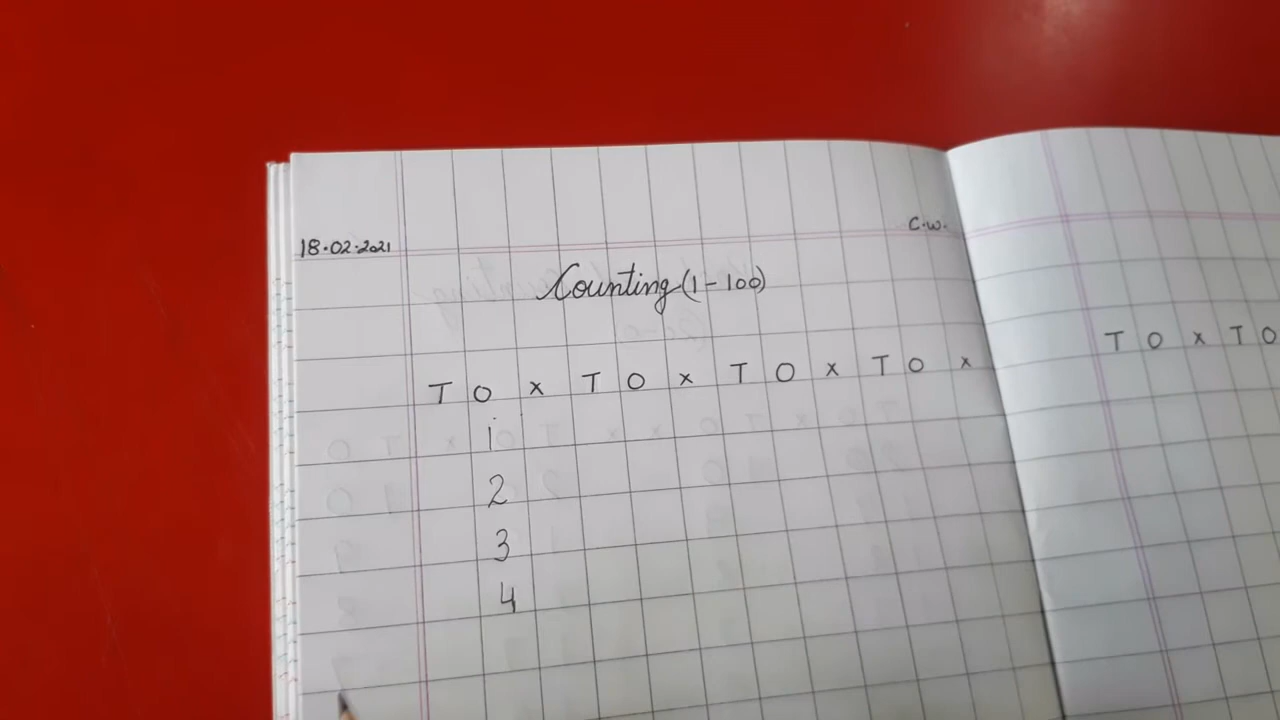 C.W.
18.02.2021
Counting (1-100)
T O x T O x T O x T O x
T O x T O
1
2
3
4